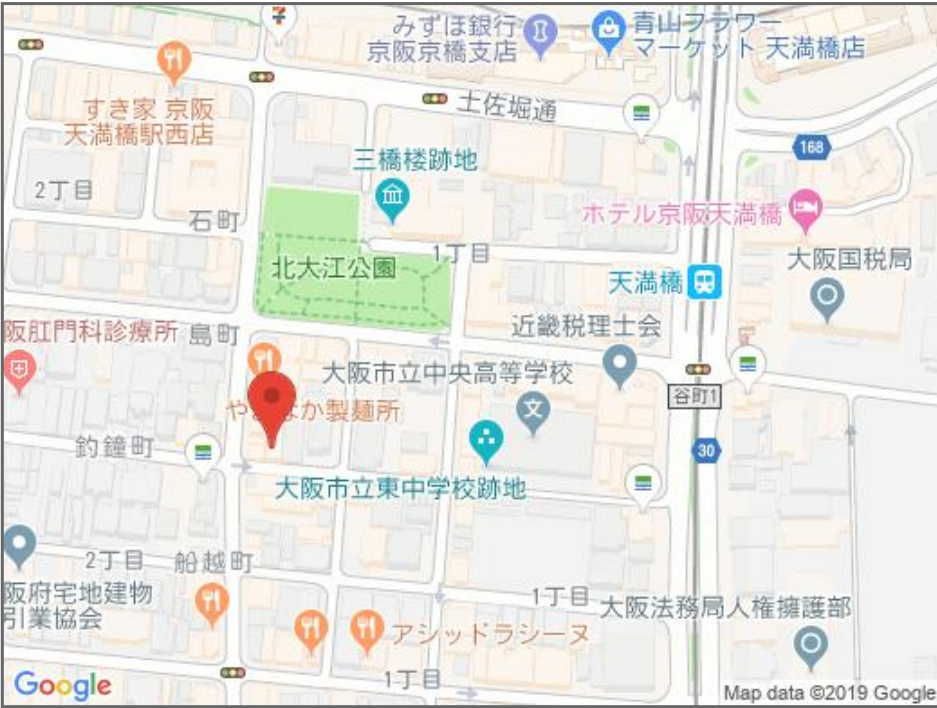 みずほ銀行
京阪京橋支店
青山フラワー
マーケット 天満橋店
すき家 京阪
天満橋駅西店
土佐堀通
168
三橋楼跡地
2丁目
石町
ホテル京阪天満橋
1丁目
北大江公園
大阪国税局
天満橋
近畿税理士会
阪肛門科診療所
島町
大阪市立中央高等学校
谷町1
か製麺所
釣鐘町
30
大阪市立東中学校跡地
2丁目
船越町
阪府宅地建物
引業協会
1丁目
大阪法務局人権擁護部
アシッドラシーヌ
1丁目
Google
Map data ©2019 Google